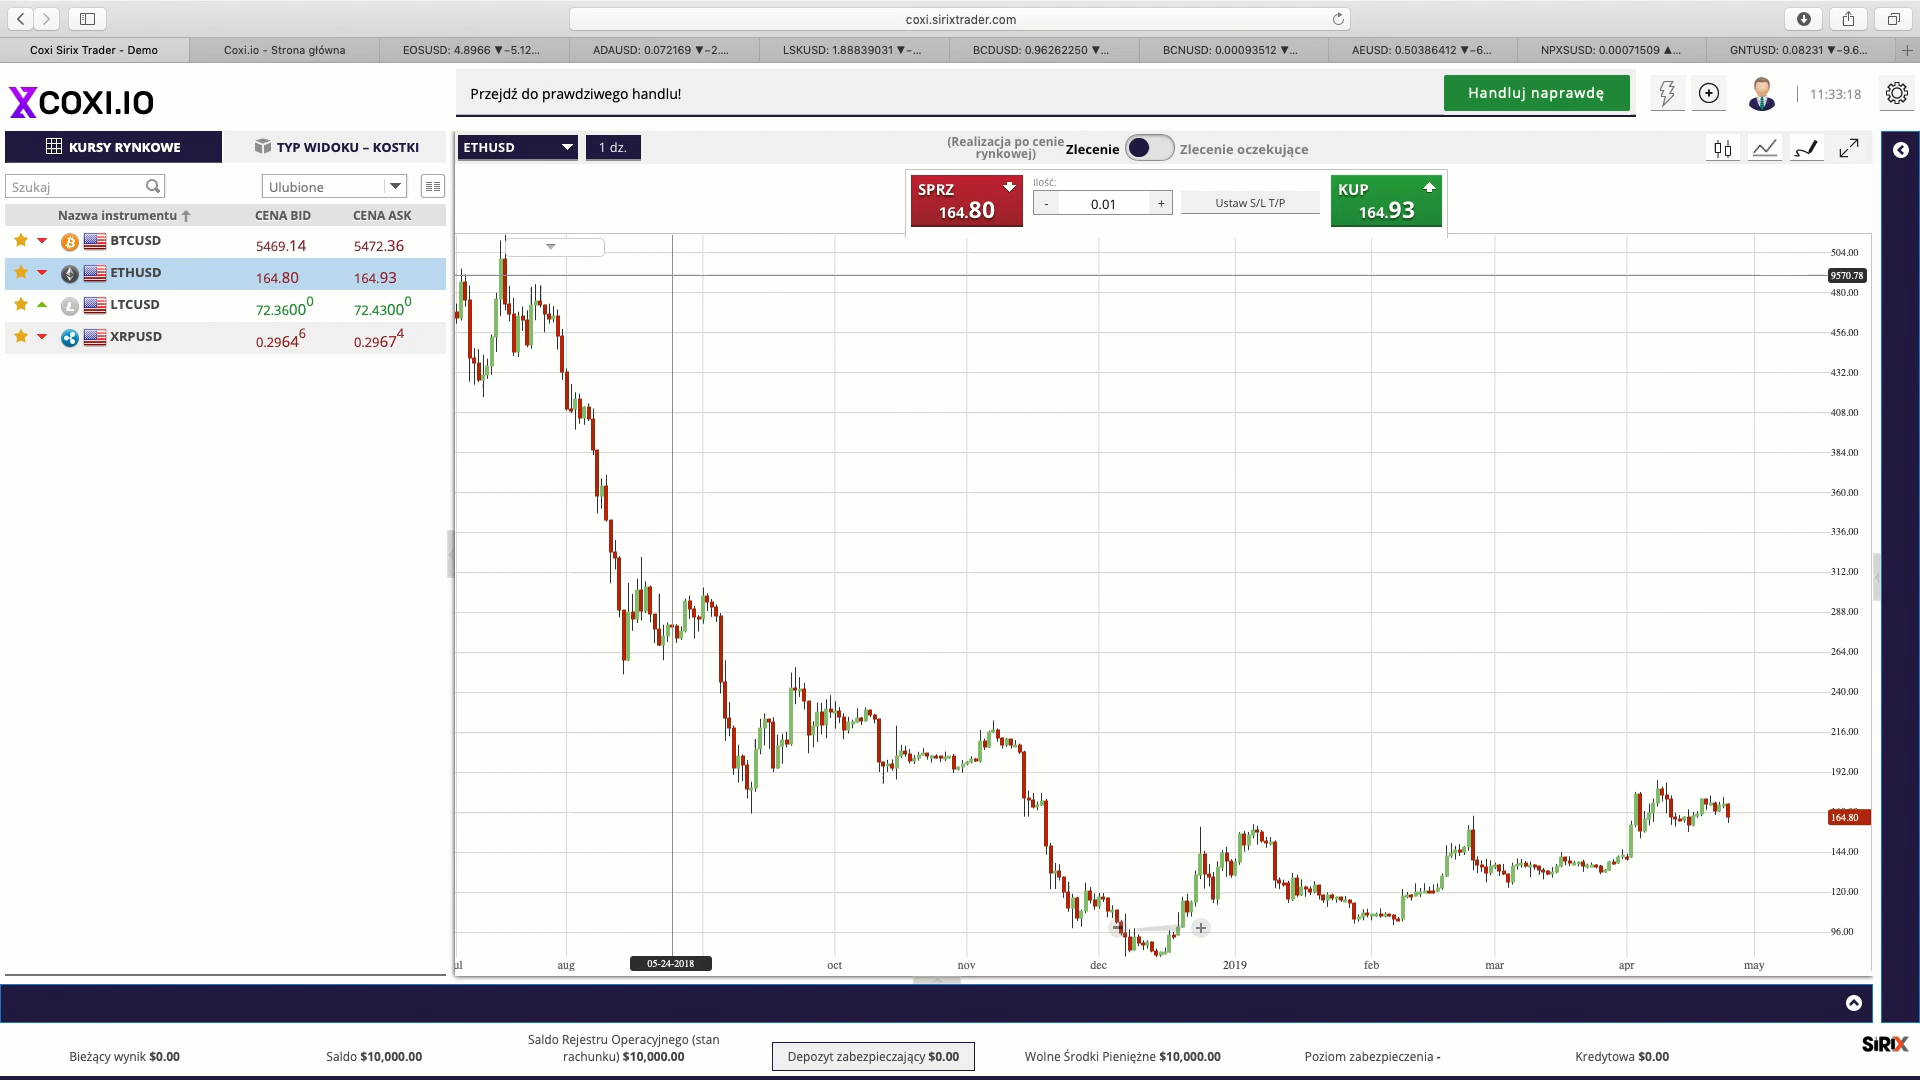 coxi.sirixtrader.com
Coxi Sirix Trader - Demo
Coxi.io - Strona główna
EOSUSD: 4.8966 ▼−5.12...
ADAUSD: 0.072169 ▼−2....
LSKUSD: 1.88839031 ▼−...
BCDUSD: 0.96262250 ▼...
BCNUSD: 0.00093512 ▼...
AEUSD: 0.50386412 ▼−6...
NPXSUSD: 0.00071509 ▲...
GNTUSD: 0.08231 ▼−9.6...
XCOXI.IO
Przejdź do prawdziwego handlu!
Handluj naprawdę
11:33:18
KURSY RYNKOWE
TYP WIDOKU – KOSTKI
ETHUSD
1 dz.
(Realizacja po cenie
rynkowej)
Zlecenie
Zlecenie oczekujące
Szukaj
Ulubione
SPRZ
164.80
Ilość:
- 0.01 +
Ustaw S/L T/P
KUP
164.93
Nazwa instrumentu
CENA BID
CENA ASK
BTCUSD 5469.14 5472.36
ETHUSD 164.80 164.93
LTCUSD 72.36000 72.43000
XRPUSD 0.29646 0.29674
504.00
9570.78
480.00
456.00
432.00
408.00
384.00
360.00
336.00
312.00
288.00
264.00
240.00
216.00
192.00
164.80
144.00
120.00
96.00
ul
aug
05-24-2018
oct
nov
dec
2019
feb
mar
apr
may
Bieżący wynik $0.00
Saldo $10,000.00
Saldo Rejestru Operacyjnego (stan
rachunku) $10,000.00
Depozyt zabezpieczający $0.00
Wolne Środki Pieniężne $10,000.00
Poziom zabezpieczenia -
Kredytowa $0.00
SIRIX